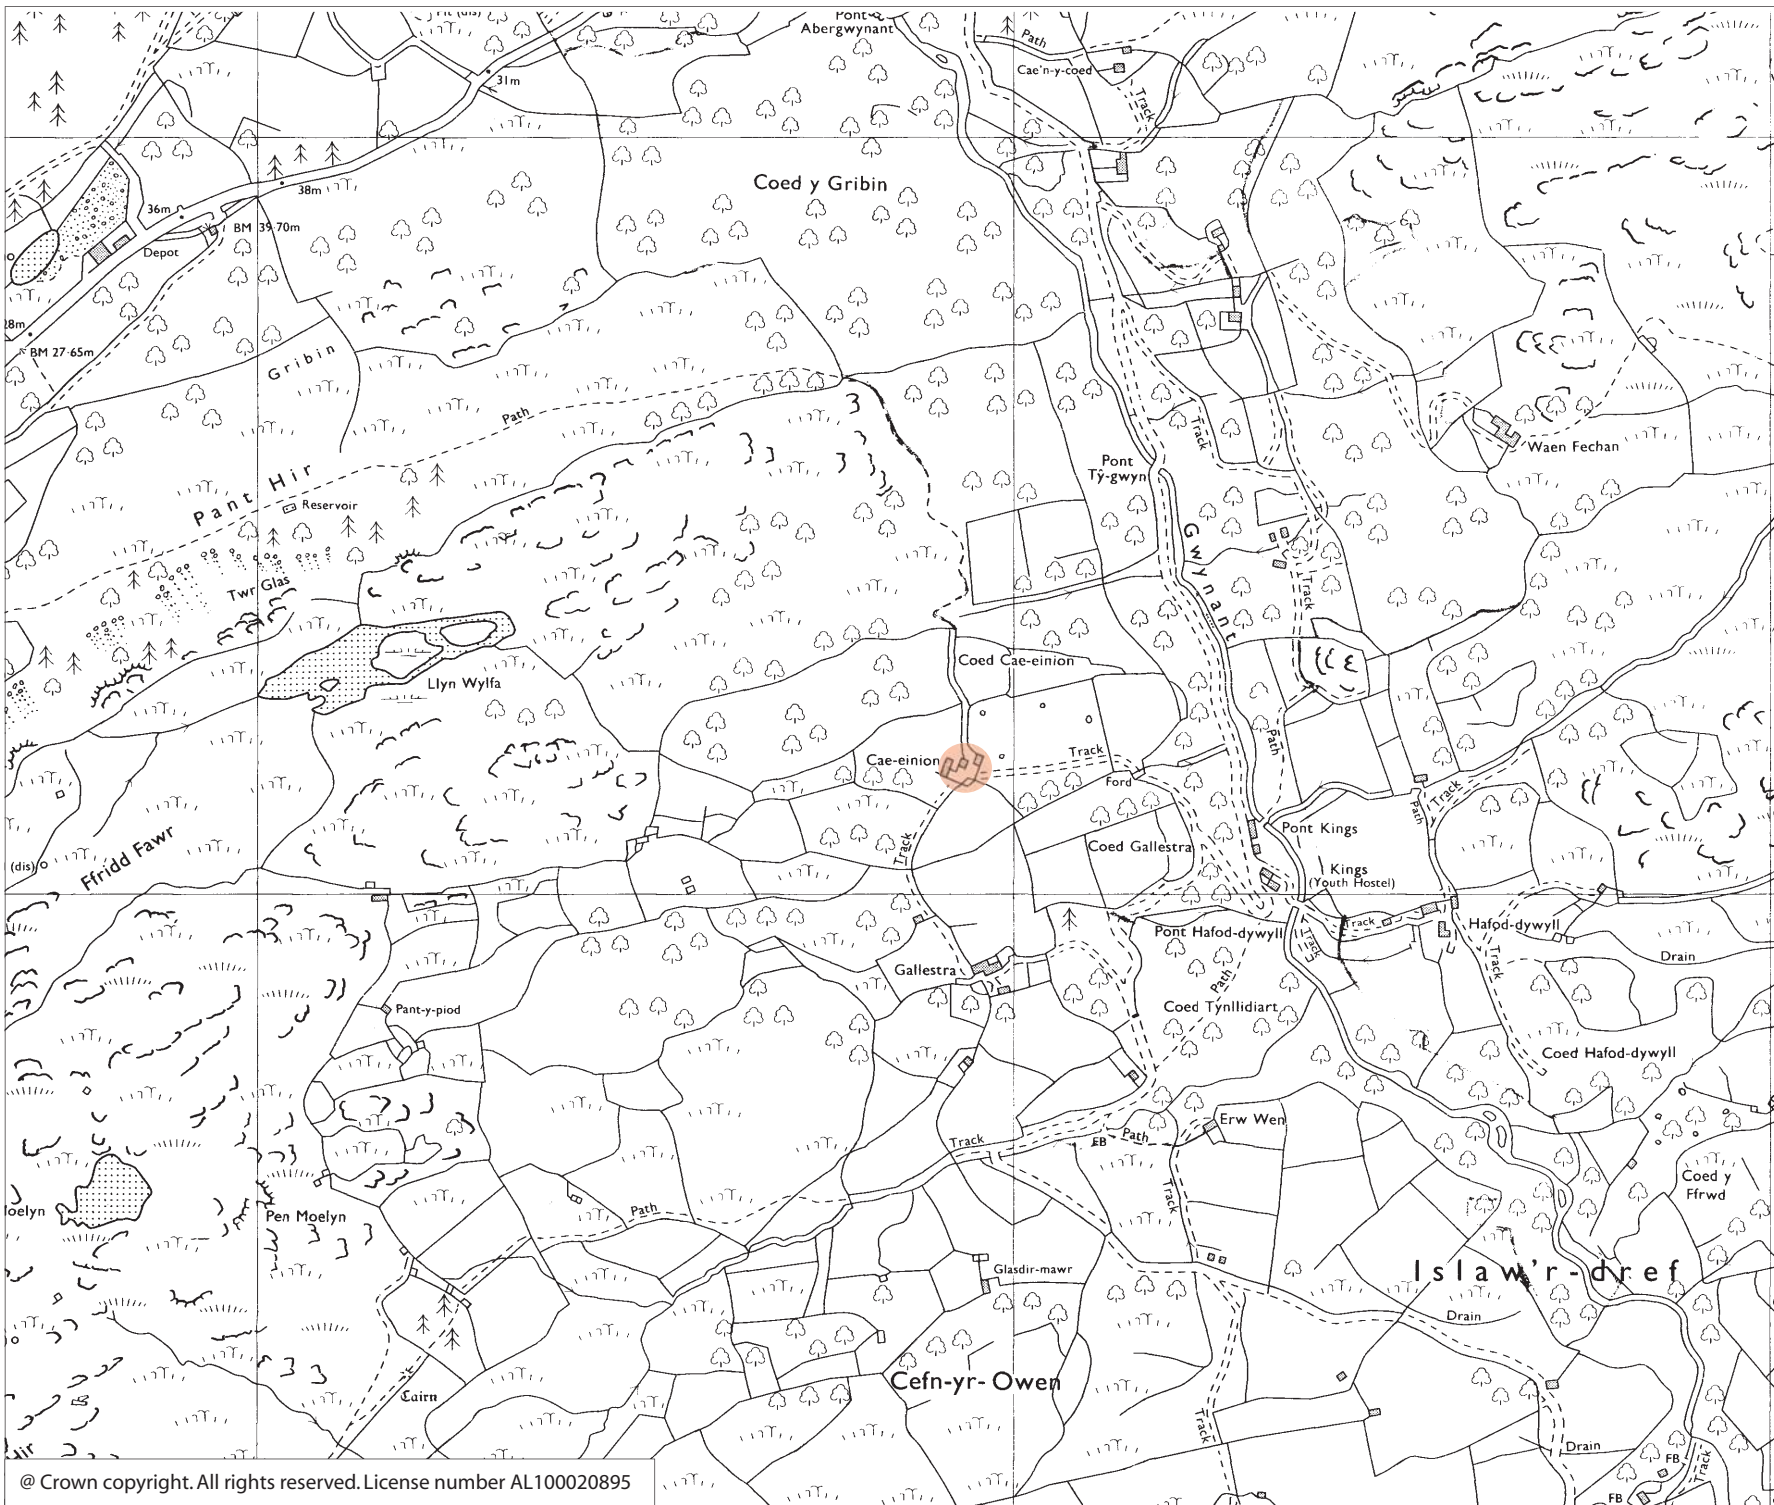 Pont
Abergwynant
Path
Cae'n-y-coed
Track
31m
38m
Coed y Gribin
36m
BM 39·70m
Depot
28m
BM 27·65m
Gribin
Path
Pant Hir
Reservoir
Twr Glas
Llyn Wylfa
Pont
Tŷ-gwyn
Track
Waen Fechan
Gwynant
Track
Coed Cae-einion
Cae-einion
Track
Ford
Path
Path
Track
Pont Kings
Coed Gallestra
Kings
(Youth Hostel)
Track
Ffridd Fawr
(dis)
Pont Hafod-dywyll
Track
Track
Hafod-dywyll
Drain
Track
Gallestra
Path
Coed Tynllidiart
Pant-y-piod
Coed Hafod-dywyll
Erw Wen
Track
FB
Path
Coed y
Ffrwd
Track
Path
Pen Moelyn
oelyn
Glasdir-mawr
Islaw'r-dref
Drain
Cefn-yr-Owen
Cairn
Track
Drain
FB
Track
FB
@ Crown copyright. All rights reserved. License number AL100020895